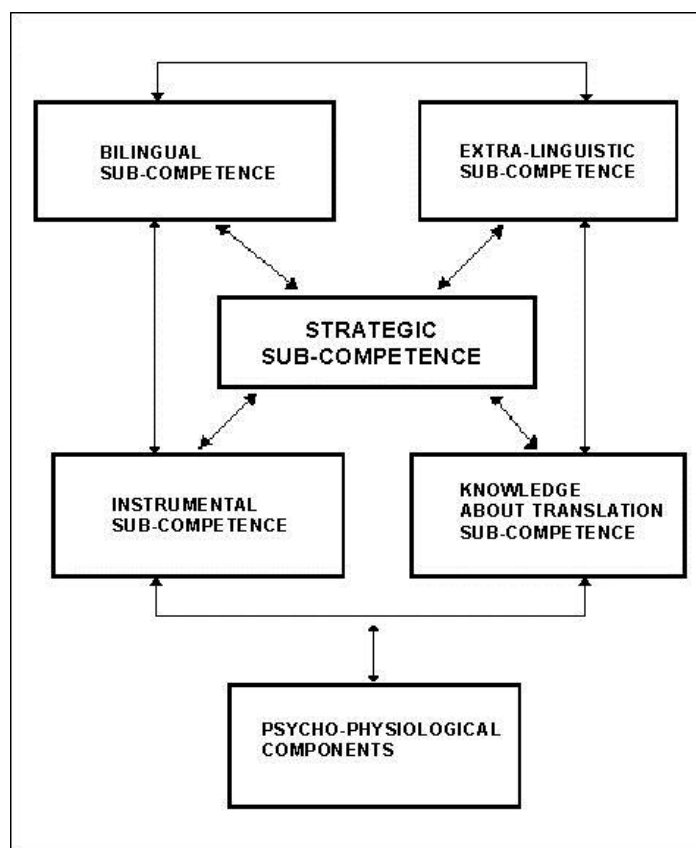 BILINGUAL
SUB-COMPETENCE
EXTRA-LINGUISTIC
SUB-COMPETENCE
STRATEGIC
SUB-COMPETENCE
INSTRUMENTAL
SUB-COMPETENCE
KNOWLEDGE
ABOUT TRANSLATION
SUB-COMPETENCE
PSYCHO-PHYSIOLOGICAL
COMPONENTS